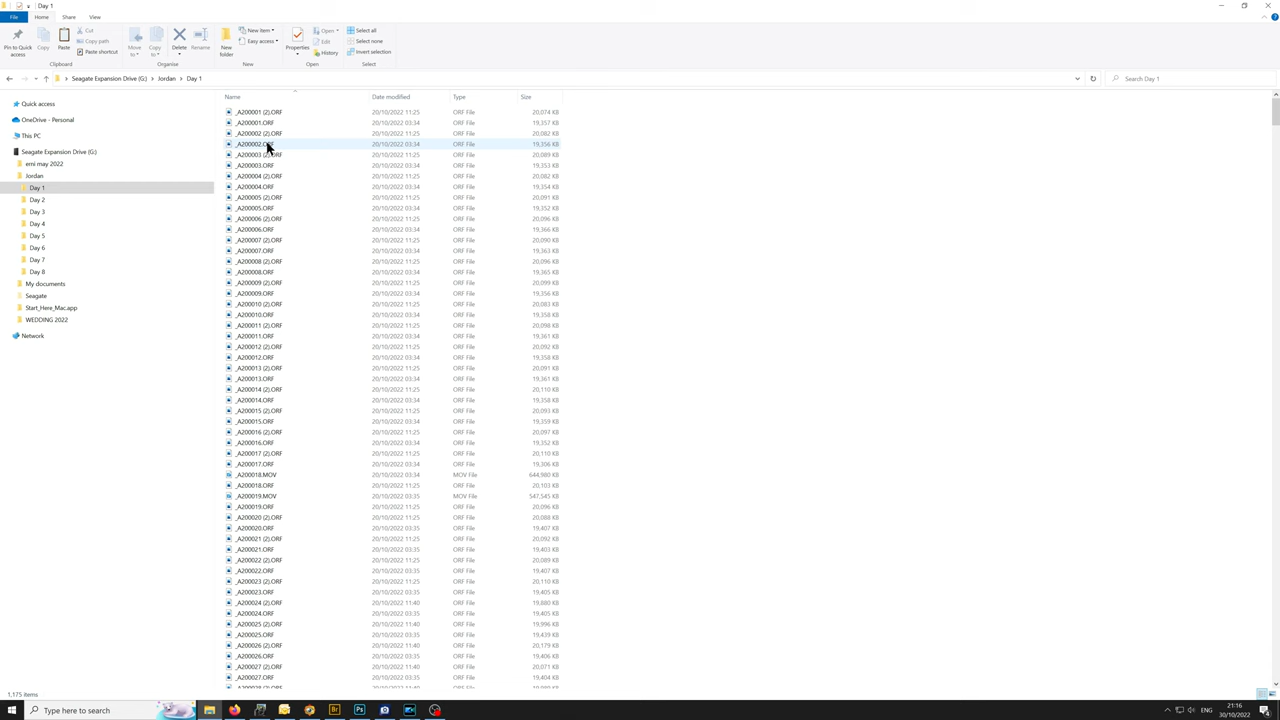 Day 1
File Home Share View
Pin to Quick access
Copy
Paste
Cut
Copy path
Paste shortcut
Move to
Copy to
Delete
Rename
New folder
New item
Easy access
Properties
Open
Edit
History
Select all
Select none
Invert selection
Clipboard Organise New Open Select
Seagate Expansion Drive (G:) Jordan Day 1
Search Day 1
Quick access
OneDrive - Personal
This PC
Seagate Expansion Drive (G:)
emi may 2022
Jordan
Day 1
Day 2
Day 3
Day 4
Day 5
Day 6
Day 7
Day 8
My documents
Seagate
Start_Here_Mac.app
WEDDING 2022
Network
Name Date modified Type Size
_A200001 (2).ORF 20/10/2022 11:25 ORF File 20,074 KB
_A200001.ORF 20/10/2022 03:34 ORF File 19,357 KB
_A200002 (2).ORF 20/10/2022 11:25 ORF File 20,082 KB
_A200002.ORF 20/10/2022 03:34 ORF File 19,356 KB
_A200003 (2).ORF 20/10/2022 11:25 ORF File 20,089 KB
_A200003.ORF 20/10/2022 03:34 ORF File 19,353 KB
_A200004 (2).ORF 20/10/2022 11:25 ORF File 20,082 KB
_A200004.ORF 20/10/2022 03:34 ORF File 19,354 KB
_A200005 (2).ORF 20/10/2022 11:25 ORF File 20,091 KB
_A200005.ORF 20/10/2022 03:34 ORF File 19,352 KB
_A200006 (2).ORF 20/10/2022 11:25 ORF File 20,096 KB
_A200006.ORF 20/10/2022 03:34 ORF File 19,366 KB
_A200007 (2).ORF 20/10/2022 11:25 ORF File 20,090 KB
_A200007.ORF 20/10/2022 03:34 ORF File 19,363 KB
_A200008 (2).ORF 20/10/2022 11:25 ORF File 20,096 KB
_A200008.ORF 20/10/2022 03:34 ORF File 19,365 KB
_A200009 (2).ORF 20/10/2022 11:25 ORF File 20,099 KB
_A200009.ORF 20/10/2022 03:34 ORF File 19,356 KB
_A200010 (2).ORF 20/10/2022 11:25 ORF File 20,083 KB
_A200010.ORF 20/10/2022 03:34 ORF File 19,358 KB
_A200011 (2).ORF 20/10/2022 11:25 ORF File 20,098 KB
_A200011.ORF 20/10/2022 03:34 ORF File 19,361 KB
_A200012 (2).ORF 20/10/2022 11:25 ORF File 20,092 KB
_A200012.ORF 20/10/2022 03:34 ORF File 19,358 KB
_A200013 (2).ORF 20/10/2022 11:25 ORF File 20,091 KB
_A200013.ORF 20/10/2022 03:34 ORF File 19,361 KB
_A200014 (2).ORF 20/10/2022 11:25 ORF File 20,110 KB
_A200014.ORF 20/10/2022 03:34 ORF File 19,358 KB
_A200015 (2).ORF 20/10/2022 11:25 ORF File 20,093 KB
_A200015.ORF 20/10/2022 03:34 ORF File 19,359 KB
_A200016 (2).ORF 20/10/2022 11:25 ORF File 20,097 KB
_A200016.ORF 20/10/2022 03:34 ORF File 19,352 KB
_A200017 (2).ORF 20/10/2022 11:25 ORF File 20,110 KB
_A200017.ORF 20/10/2022 03:34 ORF File 19,306 KB
_A200018.MOV 20/10/2022 03:34 MOV File 644,980 KB
_A200018.ORF 20/10/2022 11:25 ORF File 20,103 KB
_A200019.MOV 20/10/2022 03:35 MOV File 547,545 KB
_A200019.ORF 20/10/2022 11:25 ORF File 20,096 KB
_A200020 (2).ORF 20/10/2022 11:25 ORF File 20,088 KB
_A200020.ORF 20/10/2022 03:35 ORF File 19,407 KB
_A200021 (2).ORF 20/10/2022 11:25 ORF File 20,092 KB
_A200021.ORF 20/10/2022 03:35 ORF File 19,403 KB
_A200022 (2).ORF 20/10/2022 11:25 ORF File 20,089 KB
_A200022.ORF 20/10/2022 03:35 ORF File 19,407 KB
_A200023 (2).ORF 20/10/2022 11:25 ORF File 20,110 KB
_A200023.ORF 20/10/2022 03:35 ORF File 19,405 KB
_A200024 (2).ORF 20/10/2022 11:40 ORF File 19,880 KB
_A200024.ORF 20/10/2022 03:35 ORF File 19,405 KB
_A200025 (2).ORF 20/10/2022 11:40 ORF File 19,996 KB
_A200025.ORF 20/10/2022 03:35 ORF File 19,439 KB
_A200026 (2).ORF 20/10/2022 11:40 ORF File 20,179 KB
_A200026.ORF 20/10/2022 03:35 ORF File 19,406 KB
_A200027 (2).ORF 20/10/2022 11:40 ORF File 20,071 KB
_A200027.ORF 20/10/2022 03:35 ORF File 19,404 KB
1,175 items
Type here to search
Br
Ps
ENG
21:16
30/10/2022